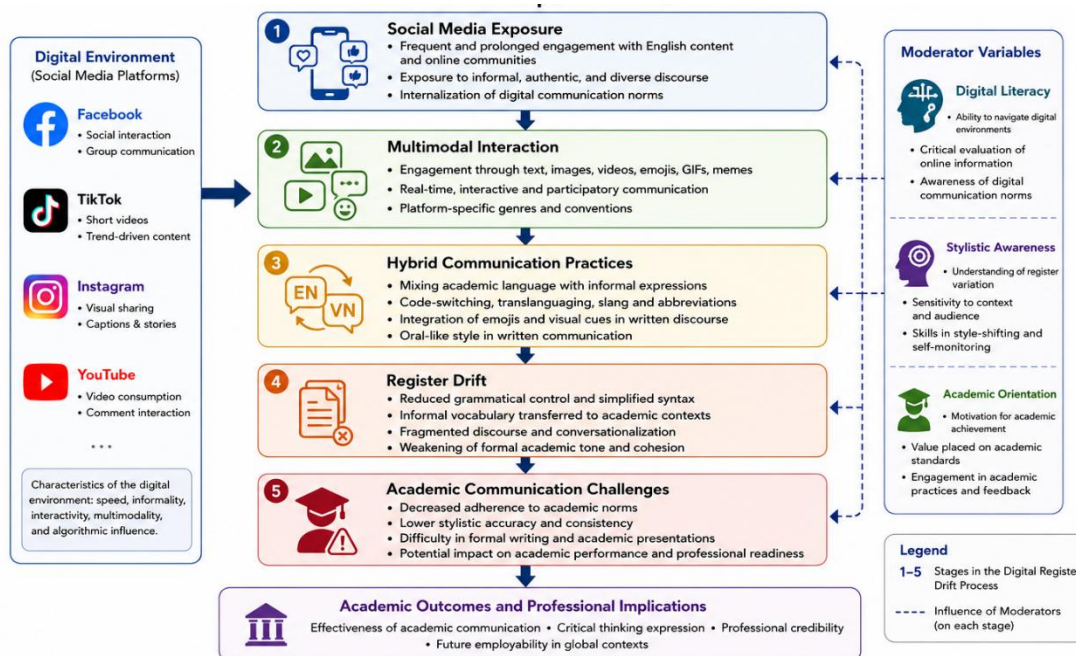 Digital Environment
(Social Media Platforms)
Facebook
• Social interaction
• Group communication
TikTok
• Short videos
• Trend-driven content
Instagram
• Visual sharing
• Captions & stories
YouTube
• Video consumption
• Comment interaction
...
Characteristics of the digital
environment: speed, informality,
interactivity, multimodality,
and algorithmic influence.
1
Social Media Exposure
• Frequent and prolonged engagement with English content
and online communities
• Exposure to informal, authentic, and diverse discourse
• Internalization of digital communication norms
2
Multimodal Interaction
• Engagement through text, images, videos, emojis, GIFs, memes
• Real-time, interactive and participatory communication
• Platform-specific genres and conventions
3
EN
VN
Hybrid Communication Practices
• Mixing academic language with informal expressions
• Code-switching, translanguaging, slang and abbreviations
• Integration of emojis and visual cues in written discourse
• Oral-like style in written communication
4
Register Drift
• Reduced grammatical control and simplified syntax
• Informal vocabulary transferred to academic contexts
• Fragmented discourse and conversationalization
• Weakening of formal academic tone and cohesion
5
Academic Communication Challenges
• Decreased adherence to academic norms
• Lower stylistic accuracy and consistency
• Difficulty in formal writing and academic presentations
• Potential impact on academic performance and professional readiness
Academic Outcomes and Professional Implications
Effectiveness of academic communication • Critical thinking expression • Professional credibility
• Future employability in global contexts
Moderator Variables
Digital Literacy
• Ability to navigate digital
environments
• Critical evaluation of
online information
• Awareness of digital
communication norms
Stylistic Awareness
• Understanding of register
variation
• Sensitivity to context
and audience
• Skills in style-shifting and
self-monitoring
Academic Orientation
• Motivation for academic
achievement
• Value placed on academic
standards
• Engagement in academic
practices and feedback
Legend
1–5 Stages in the Digital Register
Drift Process
Influence of Moderators
(on each stage)